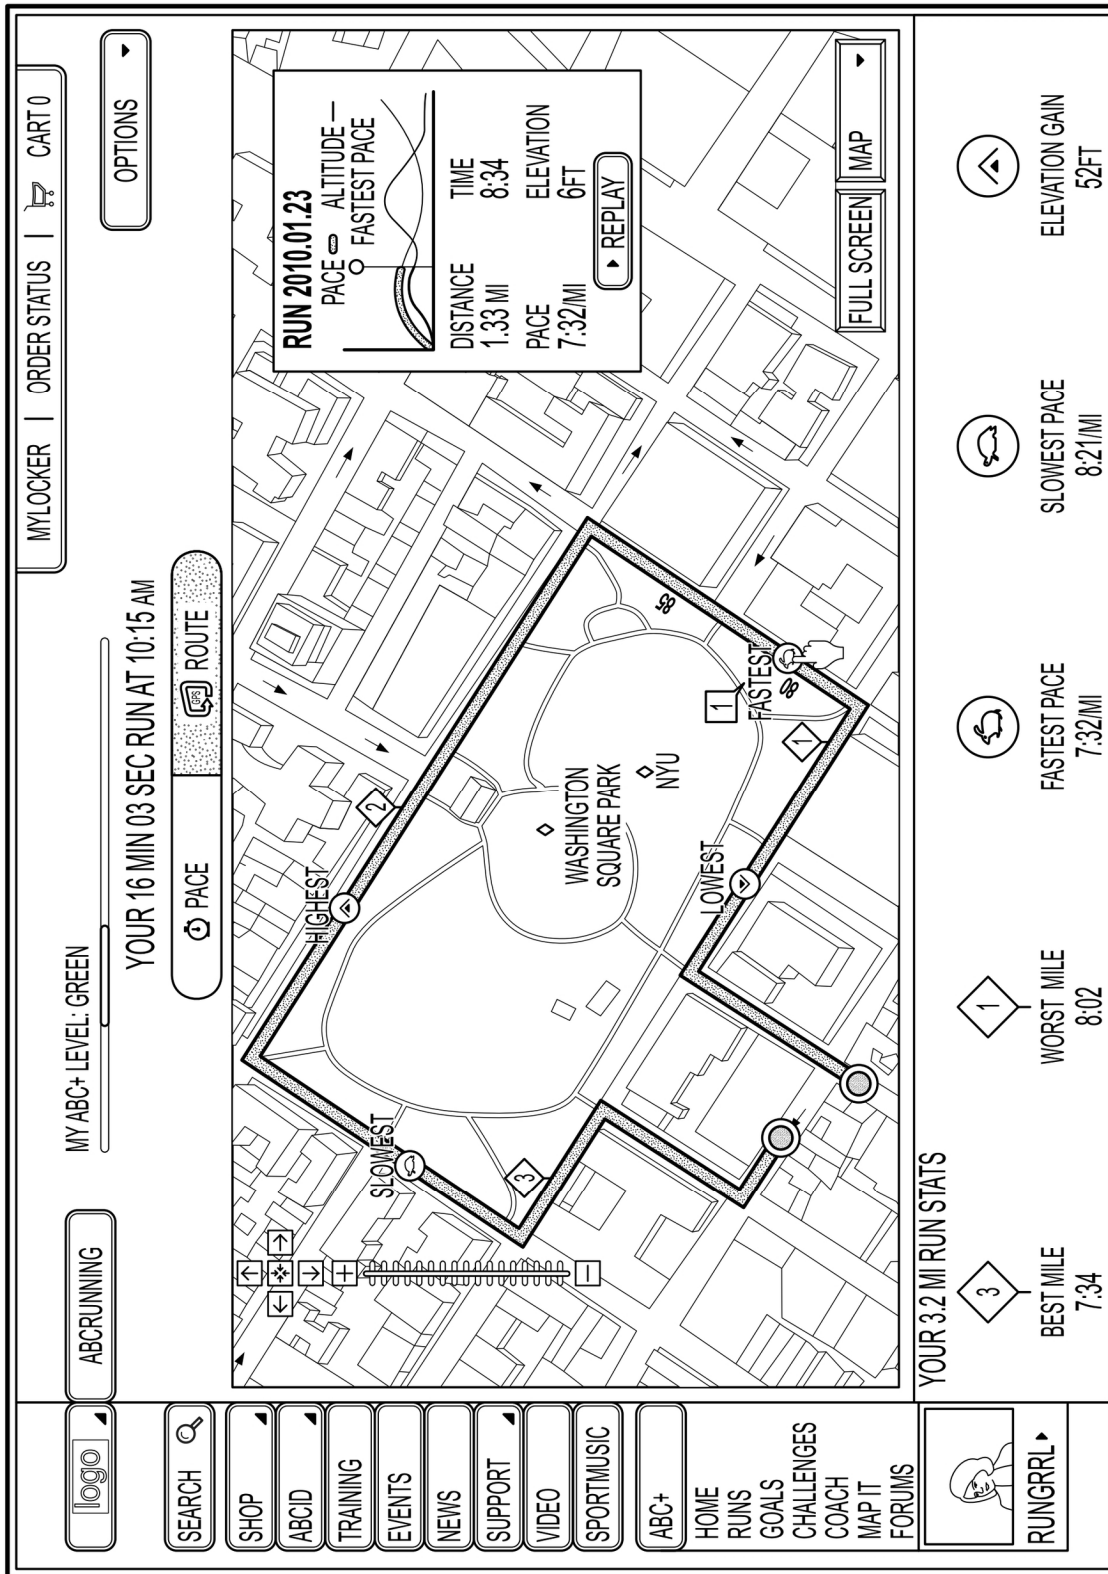 logo
ABCRUNNING
MY ABC+ LEVEL: GREEN
MYLOCKER | ORDER STATUS | CART 0
YOUR 16 MIN 03 SEC RUN AT 10:15 AM
OPTIONS
PACE
GPS
ROUTE
SEARCH
SHOP
ABCID
TRAINING
EVENTS
NEWS
SUPPORT
VIDEO
SPORTMUSIC
ABC+
HOME
RUNS
GOALS
CHALLENGES
COACH
MAP IT
FORUMS
RUNGRRL
SLOWEST
3
HIGHEST
2
WASHINGTON
SQUARE PARK
NYU
LOWEST
1
1
FASTEST
80
85
RUN 2010.01.23
PACE ALTITUDE —
FASTEST PACE
DISTANCE TIME
1.33 MI 8:34
PACE ELEVATION
7:32/MI 6FT
REPLAY
FULL SCREEN
MAP
YOUR 3.2 MI RUN STATS
3
BEST MILE
7:34
1
WORST MILE
8:02
FASTEST PACE
7:32/MI
SLOWEST PACE
8:21/MI
ELEVATION GAIN
52FT